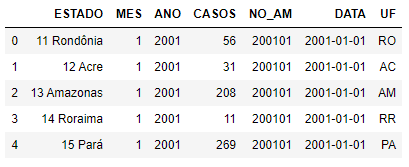 ESTADO MES ANO CASOS NO_AM DATA UF
0 11 Rondônia 1 2001 56 200101 2001-01-01 RO
1 12 Acre 1 2001 31 200101 2001-01-01 AC
2 13 Amazonas 1 2001 208 200101 2001-01-01 AM
3 14 Roraima 1 2001 11 200101 2001-01-01 RR
4 15 Pará 1 2001 269 200101 2001-01-01 PA